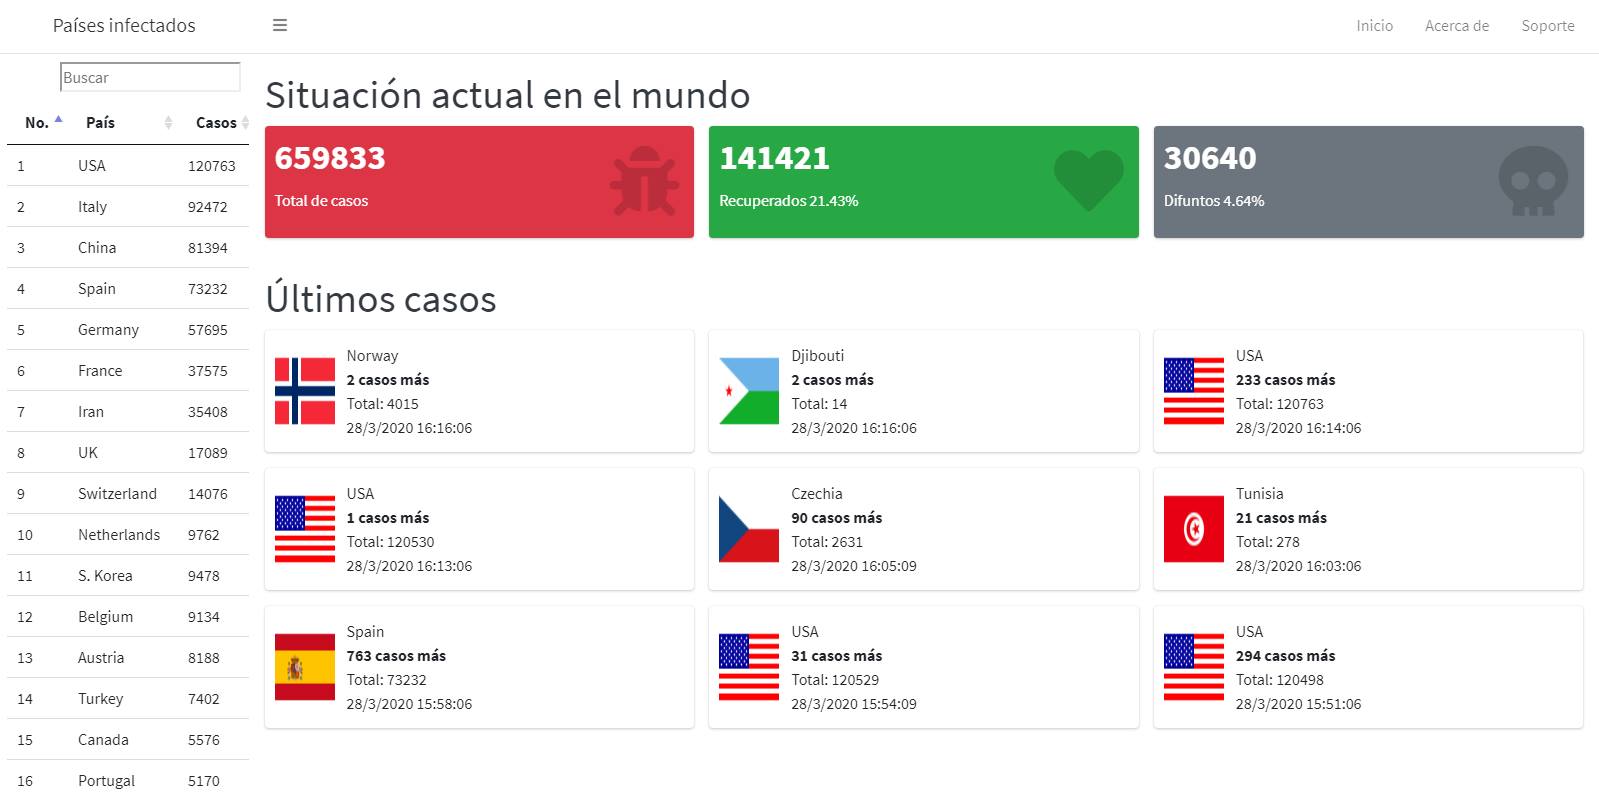 Países infectados
Inicio Acerca de Soporte
Buscar
No. País Casos
1 USA 120763
2 Italy 92472
3 China 81394
4 Spain 73232
5 Germany 57695
6 France 37575
7 Iran 35408
8 UK 17089
9 Switzerland 14076
10 Netherlands 9762
11 S. Korea 9478
12 Belgium 9134
13 Austria 8188
14 Turkey 7402
15 Canada 5576
16 Portugal 5170
Situación actual en el mundo
659833
Total de casos
141421
Recuperados 21.43%
30640
Difuntos 4.64%
Últimos casos
Norway
2 casos más
Total: 4015
28/3/2020 16:16:06
Djibouti
2 casos más
Total: 14
28/3/2020 16:16:06
USA
233 casos más
Total: 120763
28/3/2020 16:14:06
USA
1 casos más
Total: 120530
28/3/2020 16:13:06
Czechia
90 casos más
Total: 2631
28/3/2020 16:05:09
Tunisia
21 casos más
Total: 278
28/3/2020 16:03:06
Spain
763 casos más
Total: 73232
28/3/2020 15:58:06
USA
31 casos más
Total: 120529
28/3/2020 15:54:09
USA
294 casos más
Total: 120498
28/3/2020 15:51:06